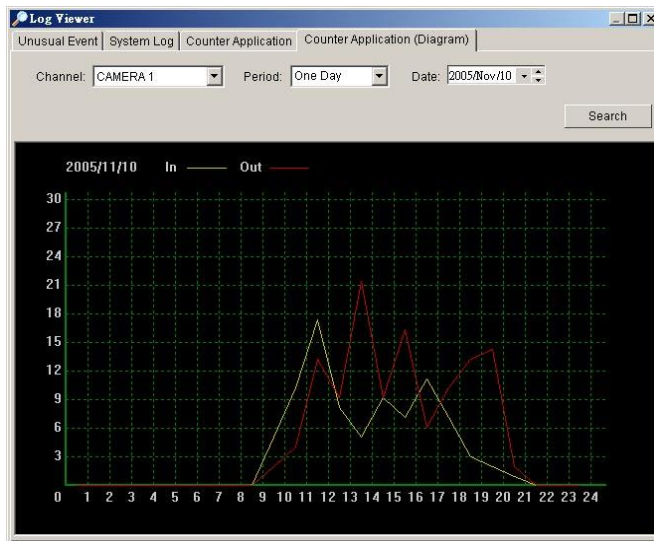 Log Viewer
Unusual Event System Log Counter Application Counter Application (Diagram)
Channel: CAMERA 1 Period: One Day Date: 2005/Nov/10
Search
2005/11/10 In Out
30
27
24
21
18
15
12
9
6
3
0 1 2 3 4 5 6 7 8 9 10 11 12 13 14 15 16 17 18 19 20 21 22 23 24